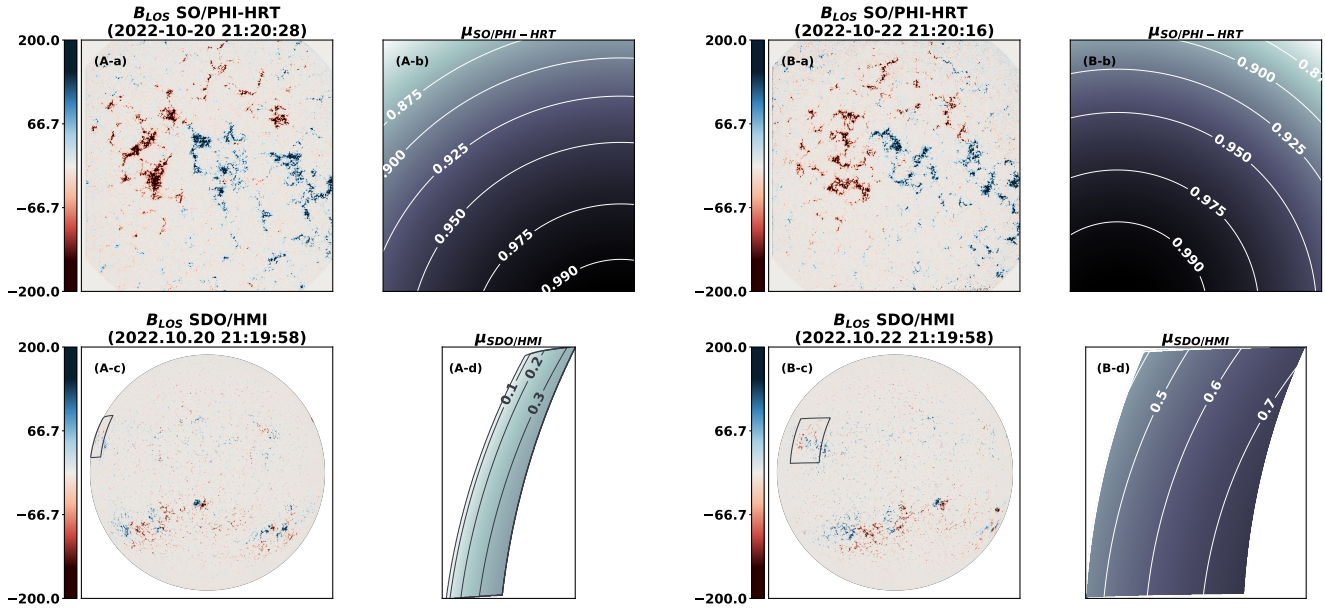 B_LOS SO/PHI-HRT
(2022-10-20 21:20:28)
μ_SO/PHI−HRT
B_LOS SO/PHI-HRT
(2022-10-22 21:20:16)
μ_SO/PHI−HRT
200.0
66.7
−66.7
−200.0
(A-a)
(A-b)
0.875
0.900
0.925
0.950
0.975
0.990
200.0
66.7
−66.7
−200.0
(B-a)
(B-b)
0.87
0.900
0.925
0.950
0.975
0.990
B_LOS SDO/HMI
(2022.10.20 21:19:58)
μ_SDO/HMI
B_LOS SDO/HMI
(2022.10.22 21:19:58)
μ_SDO/HMI
200.0
66.7
−66.7
−200.0
(A-c)
(A-d)
0.1
0.2
0.3
200.0
66.7
−66.7
−200.0
(B-c)
(B-d)
0.5
0.6
0.7